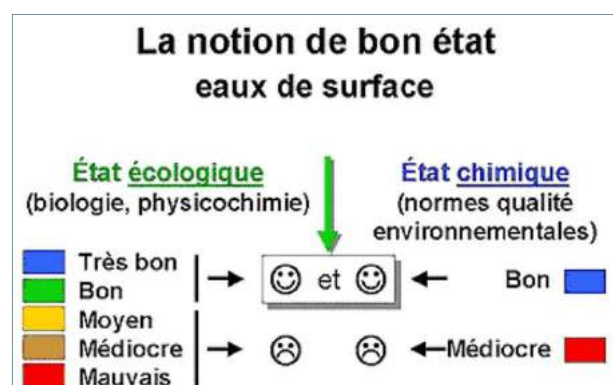 La notion de bon état
eaux de surface
État écologique
(biologie, physicochimie)
État chimique
(normes qualité
environnementales)
Très bon
Bon
Moyen
Médiocre
Mauvais
et
Bon
Médiocre